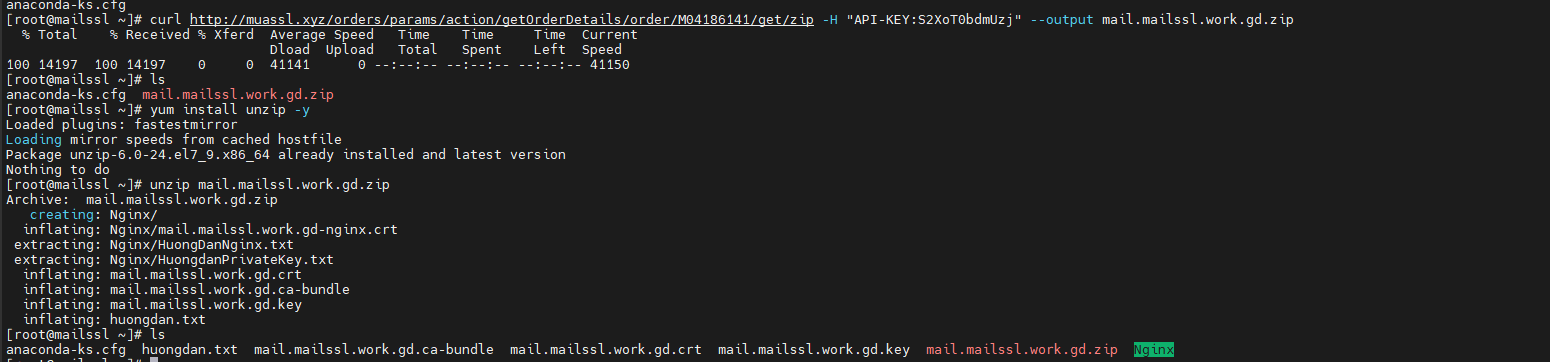 anaconda-ks.cfg
[root@mailssl ~]# curl http://muassl.xyz/orders/params/action/getOrderDetails/order/M04186141/get/zip -H "API-KEY:S2XoT0bdmUzj" --output mail.mailssl.work.gd.zip
  % Total    % Received % Xferd  Average Speed   Time    Time     Time  Current
                                 Dload  Upload   Total   Spent    Left  Speed
100 14197  100 14197    0     0  41141      0 --:--:-- --:--:-- --:--:-- 41150
[root@mailssl ~]# ls
anaconda-ks.cfg  mail.mailssl.work.gd.zip
[root@mailssl ~]# yum install unzip -y
Loaded plugins: fastestmirror
Loading mirror speeds from cached hostfile
Package unzip-6.0-24.el7_9.x86_64 already installed and latest version
Nothing to do
[root@mailssl ~]# unzip mail.mailssl.work.gd.zip
Archive:  mail.mailssl.work.gd.zip
   creating: Nginx/
  inflating: Nginx/mail.mailssl.work.gd-nginx.crt
 extracting: Nginx/HuongDanNginx.txt
 extracting: Nginx/HuongdanPrivateKey.txt
  inflating: mail.mailssl.work.gd.crt
  inflating: mail.mailssl.work.gd.ca-bundle
  inflating: mail.mailssl.work.gd.key
  inflating: huongdan.txt
[root@mailssl ~]# ls
anaconda-ks.cfg  huongdan.txt  mail.mailssl.work.gd.ca-bundle  mail.mailssl.work.gd.crt  mail.mailssl.work.gd.key  mail.mailssl.work.gd.zip  Nginx